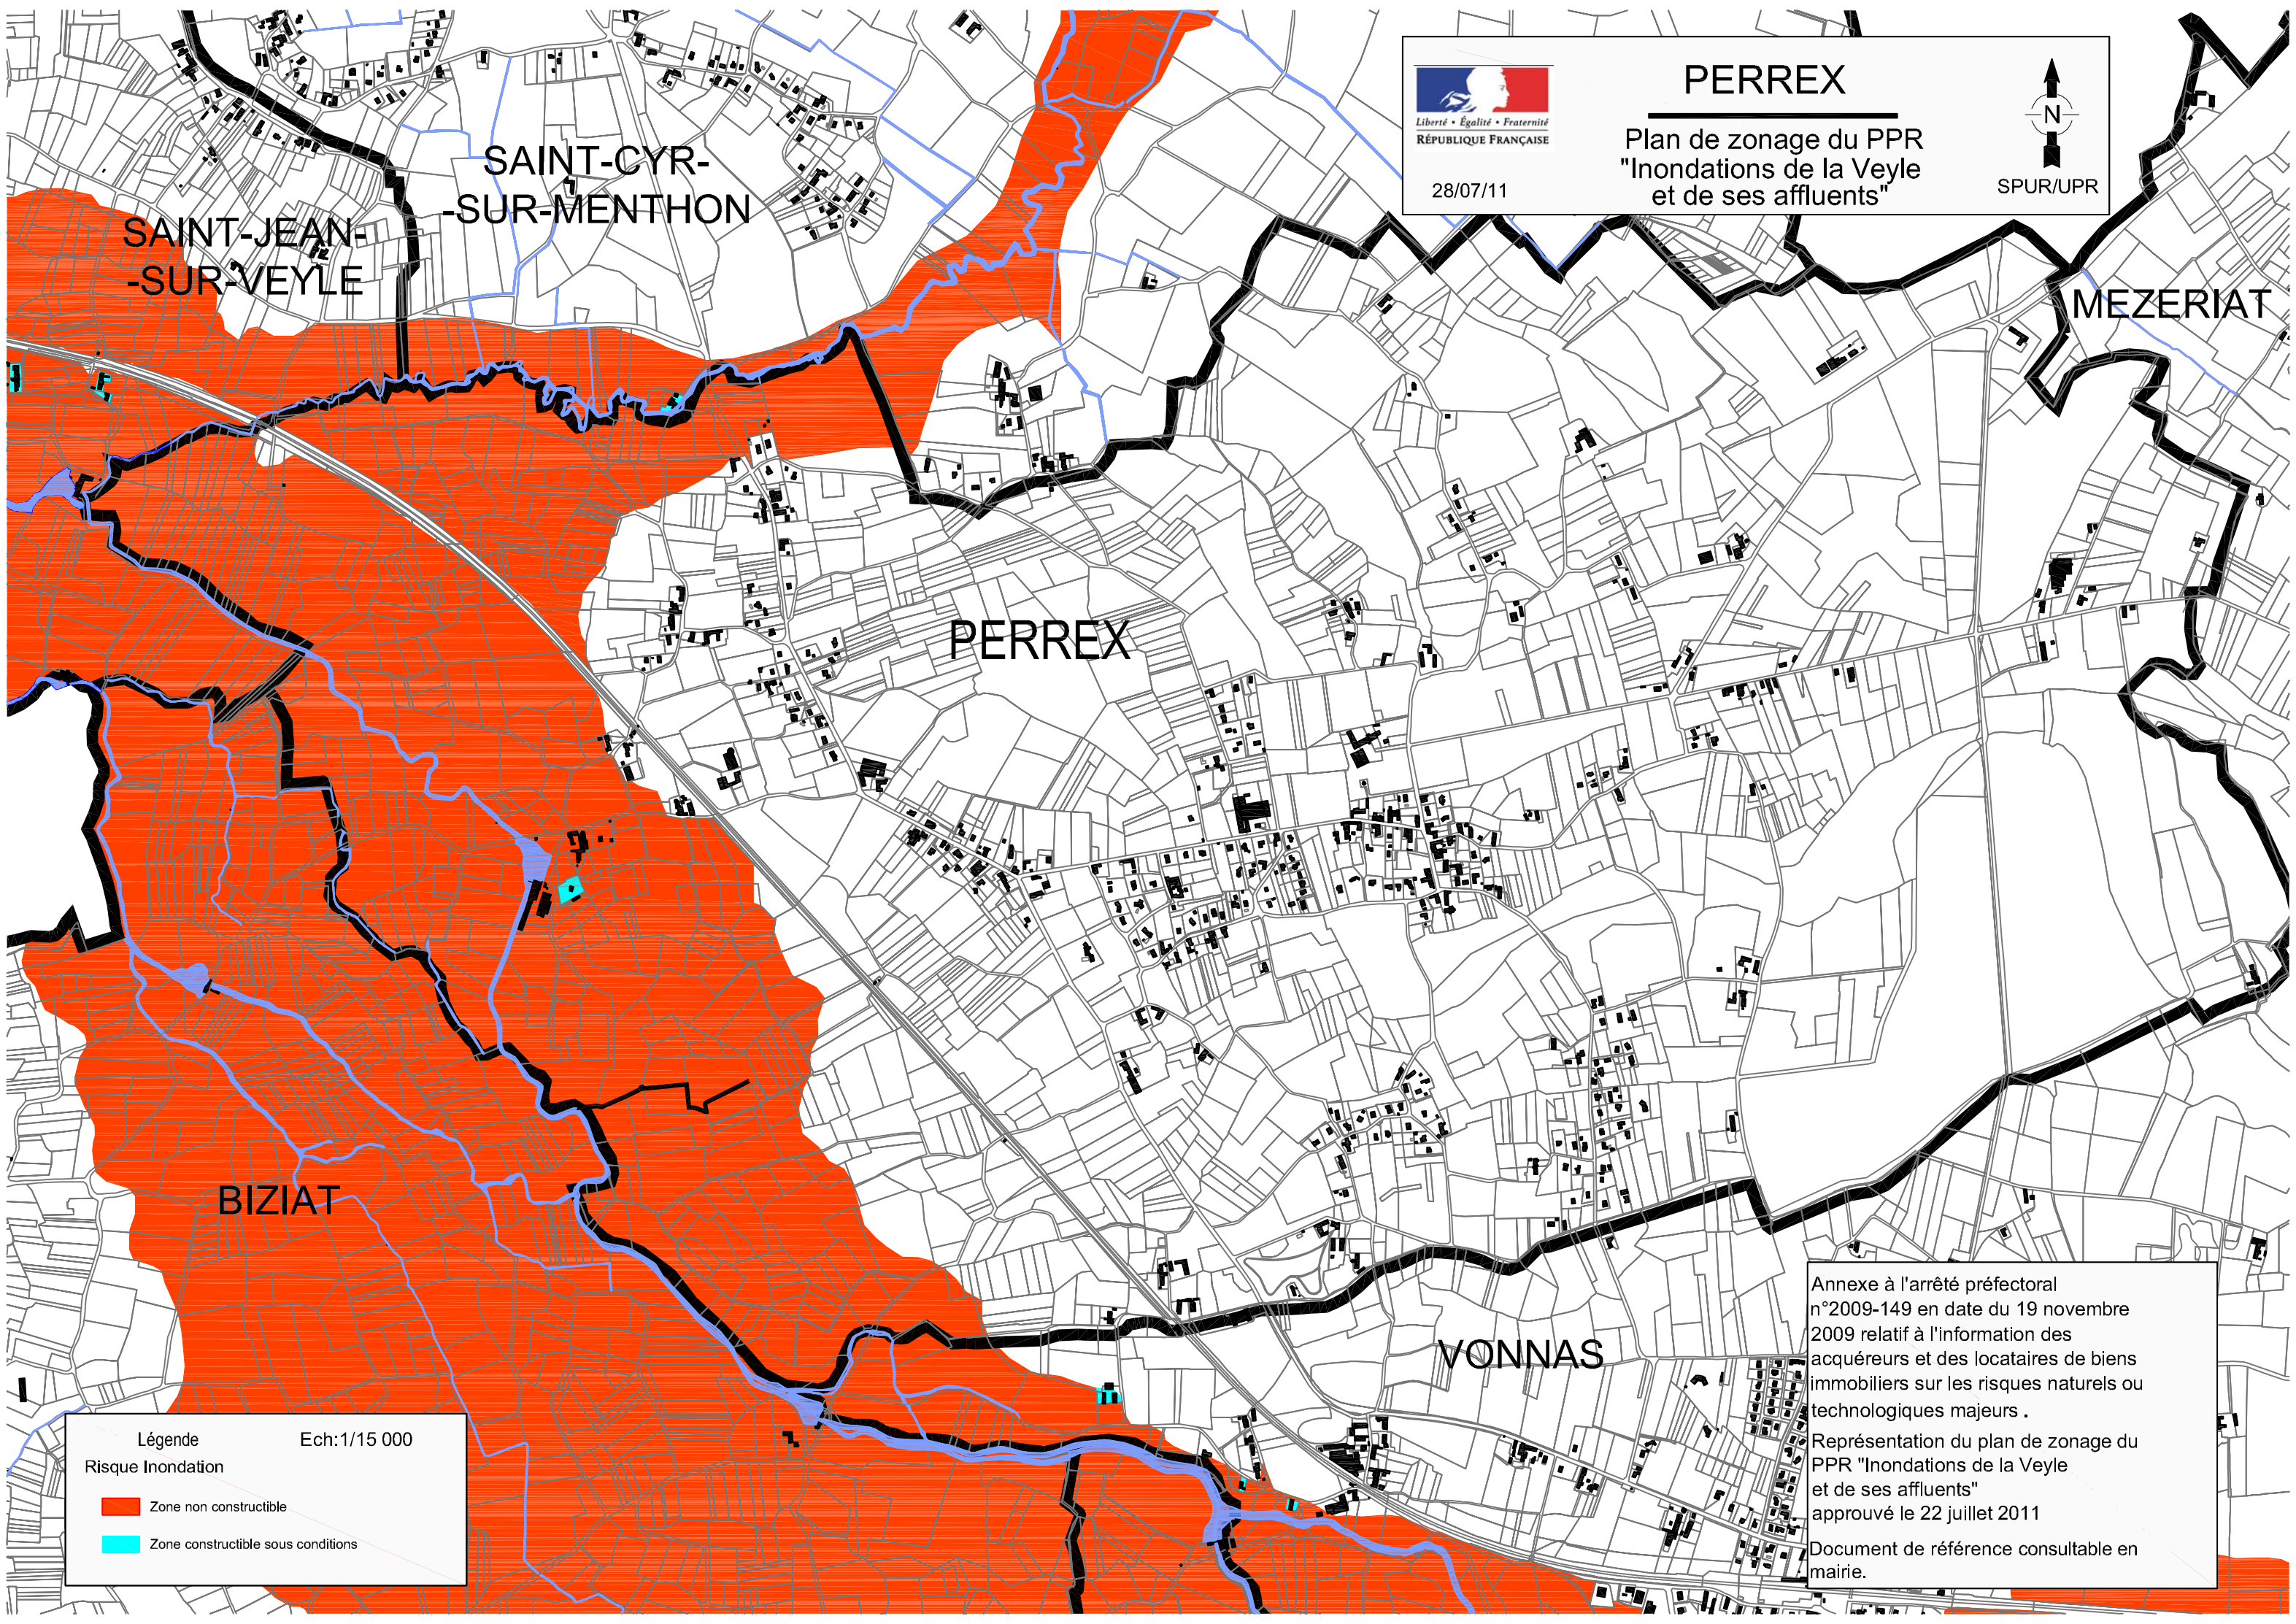 Liberté • Égalité • Fraternité
RÉPUBLIQUE FRANÇAISE
28/07/11
PERREX
Plan de zonage du PPR
"Inondations de la Veyle
et de ses affluents"
N
SPUR/UPR
SAINT-CYR-
-SUR-MENTHON
SAINT-JEAN-
-SUR-VEYLE
MEZERIAT
PERREX
BIZIAT
VONNAS
Annexe à l'arrêté préfectoral
n°2009-149 en date du 19 novembre
2009 relatif à l'information des
acquéreurs et des locataires de biens
immobiliers sur les risques naturels ou
technologiques majeurs .
Représentation du plan de zonage du
PPR "Inondations de la Veyle
et de ses affluents"
approuvé le 22 juillet 2011
Document de référence consultable en
mairie.
Légende Ech:1/15 000
Risque Inondation
Zone non constructible
Zone constructible sous conditions